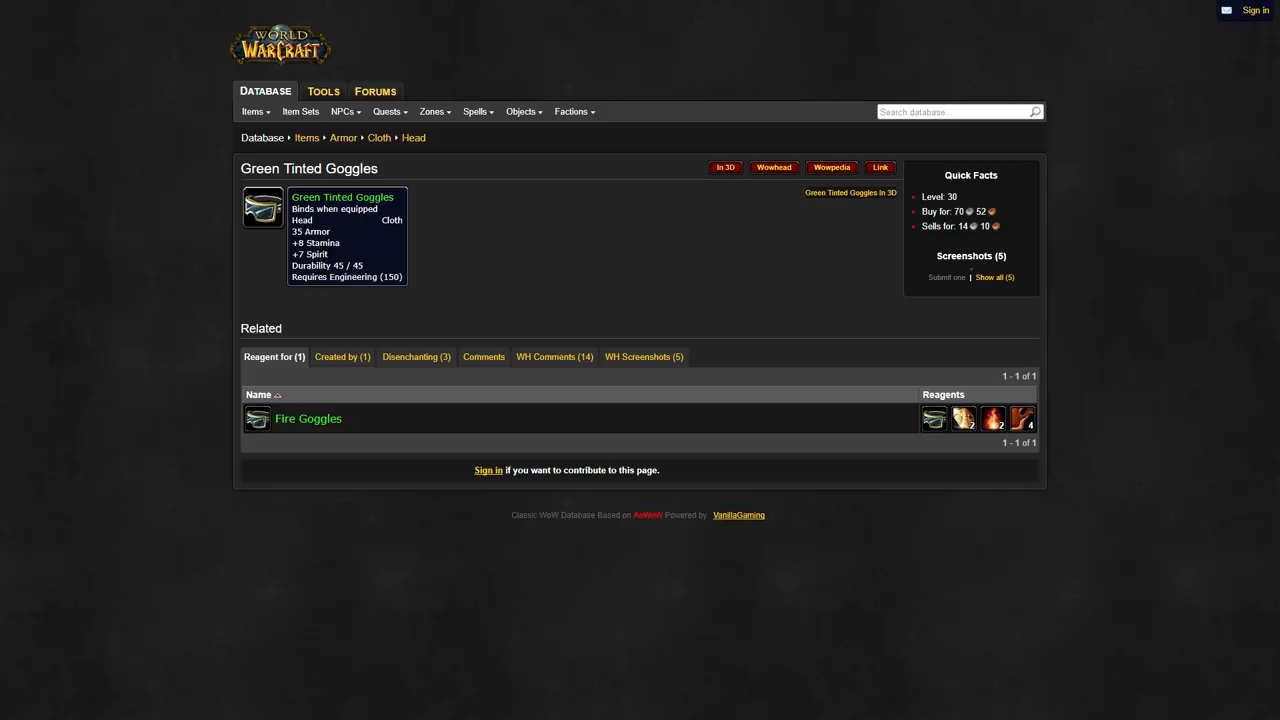 Sign in
WORLD
WARCRAFT
Database Tools Forums
Items Item Sets NPCs Quests Zones Spells Objects Factions Search database...
Database Items Armor Cloth Head
Green Tinted Goggles In 3D Wowhead Wowpedia Link
Green Tinted Goggles In 3D
Green Tinted Goggles
Binds when equipped
Head Cloth
35 Armor
+8 Stamina
+7 Spirit
Durability 45 / 45
Requires Engineering (150)
Quick Facts
Level: 30
Buy for: 70 52
Sells for: 14 10
Screenshots (5)
Submit one | Show all (5)
Related
Reagent for (1) Created by (1) Disenchanting (3) Comments WH Comments (14) WH Screenshots (5)
1 - 1 of 1
Name Reagents
Fire Goggles 2 2 4
1 - 1 of 1
Sign in if you want to contribute to this page.
Classic WoW Database Based on AoWoW Powered by VanillaGaming